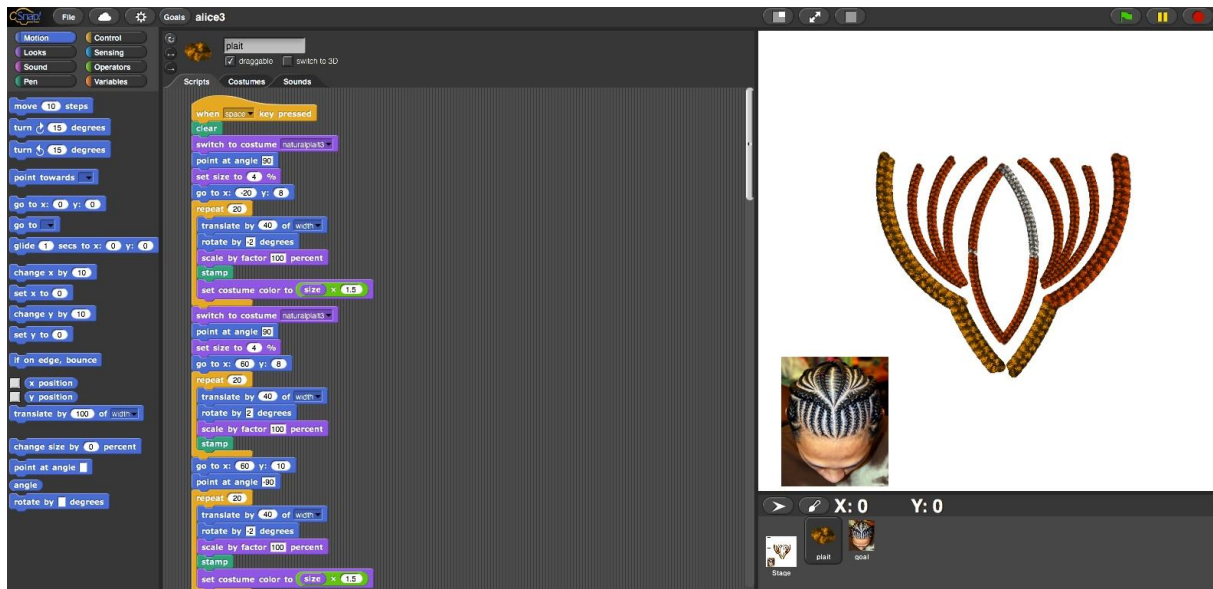 CSnap! File Goals alice3
Motion Control
Looks Sensing
Sound Operators
Pen Variables
move 10 steps
turn 15 degrees
turn 15 degrees
point towards
go to x: 0 y: 0
go to
glide 1 secs to x: 0 y: 0
change x by 10
set x to 0
change y by 10
set y to 0
if on edge, bounce
x position
y position
translate by 100 of width
change size by 0 percent
point at angle
angle
rotate by degrees
plait
draggable switch to 3D
Scripts Costumes Sounds
when space key pressed
clear
switch to costume naturalplait3
point at angle 90
set size to 4 %
go to x: -20 y: 8
repeat 20
translate by 40 of width
rotate by -2 degrees
scale by factor 100 percent
stamp
set costume color to size × 1.5
switch to costume naturalplait3
point at angle 90
set size to 4 %
go to x: 60 y: 8
repeat 20
translate by 40 of width
rotate by 2 degrees
scale by factor 100 percent
stamp
go to x: 60 y: 10
point at angle -90
repeat 20
translate by 40 of width
rotate by -2 degrees
scale by factor 100 percent
stamp
set costume color to size × 1.5
X: 0 Y: 0
Stage
plait
goal